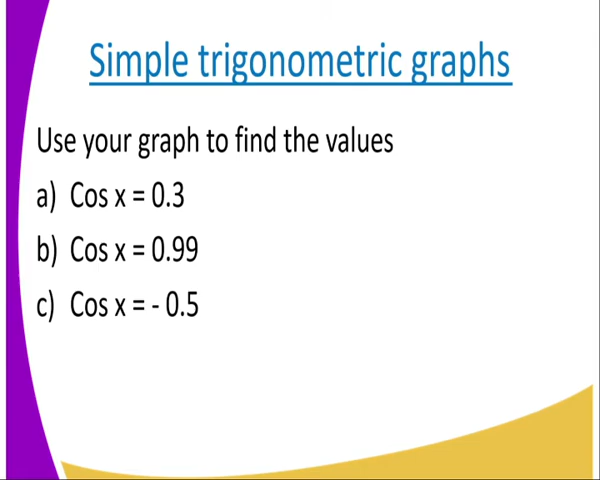 Simple trigonometric graphs
Use your graph to find the values
a) Cos x = 0.3
b) Cos x = 0.99
c) Cos x = - 0.5